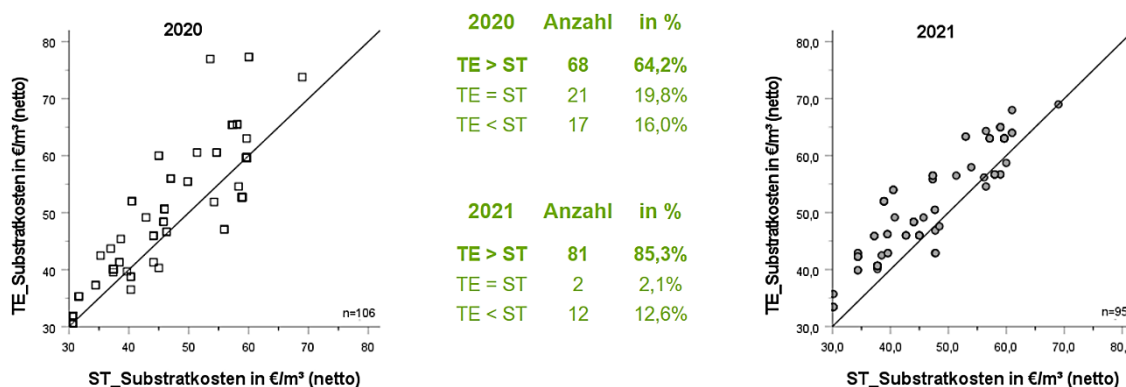 2020
80
70
60
50
40
30
30 40 50 60 70 80
TE_Substratkosten in €/m³ (netto)
ST_Substratkosten in €/m³ (netto)
n=106
2020 Anzahl in %
TE > ST 68 64,2%
TE = ST 21 19,8%
TE < ST 17 16,0%
2021 Anzahl in %
TE > ST 81 85,3%
TE = ST 2 2,1%
TE < ST 12 12,6%
2021
80,0
70,0
60,0
50,0
40,0
30,0
30,0 40,0 50,0 60,0 70,0 80,0
TE_Substratkosten in €/m³ (netto)
ST_Substratkosten in €/m³ (netto)
n=95